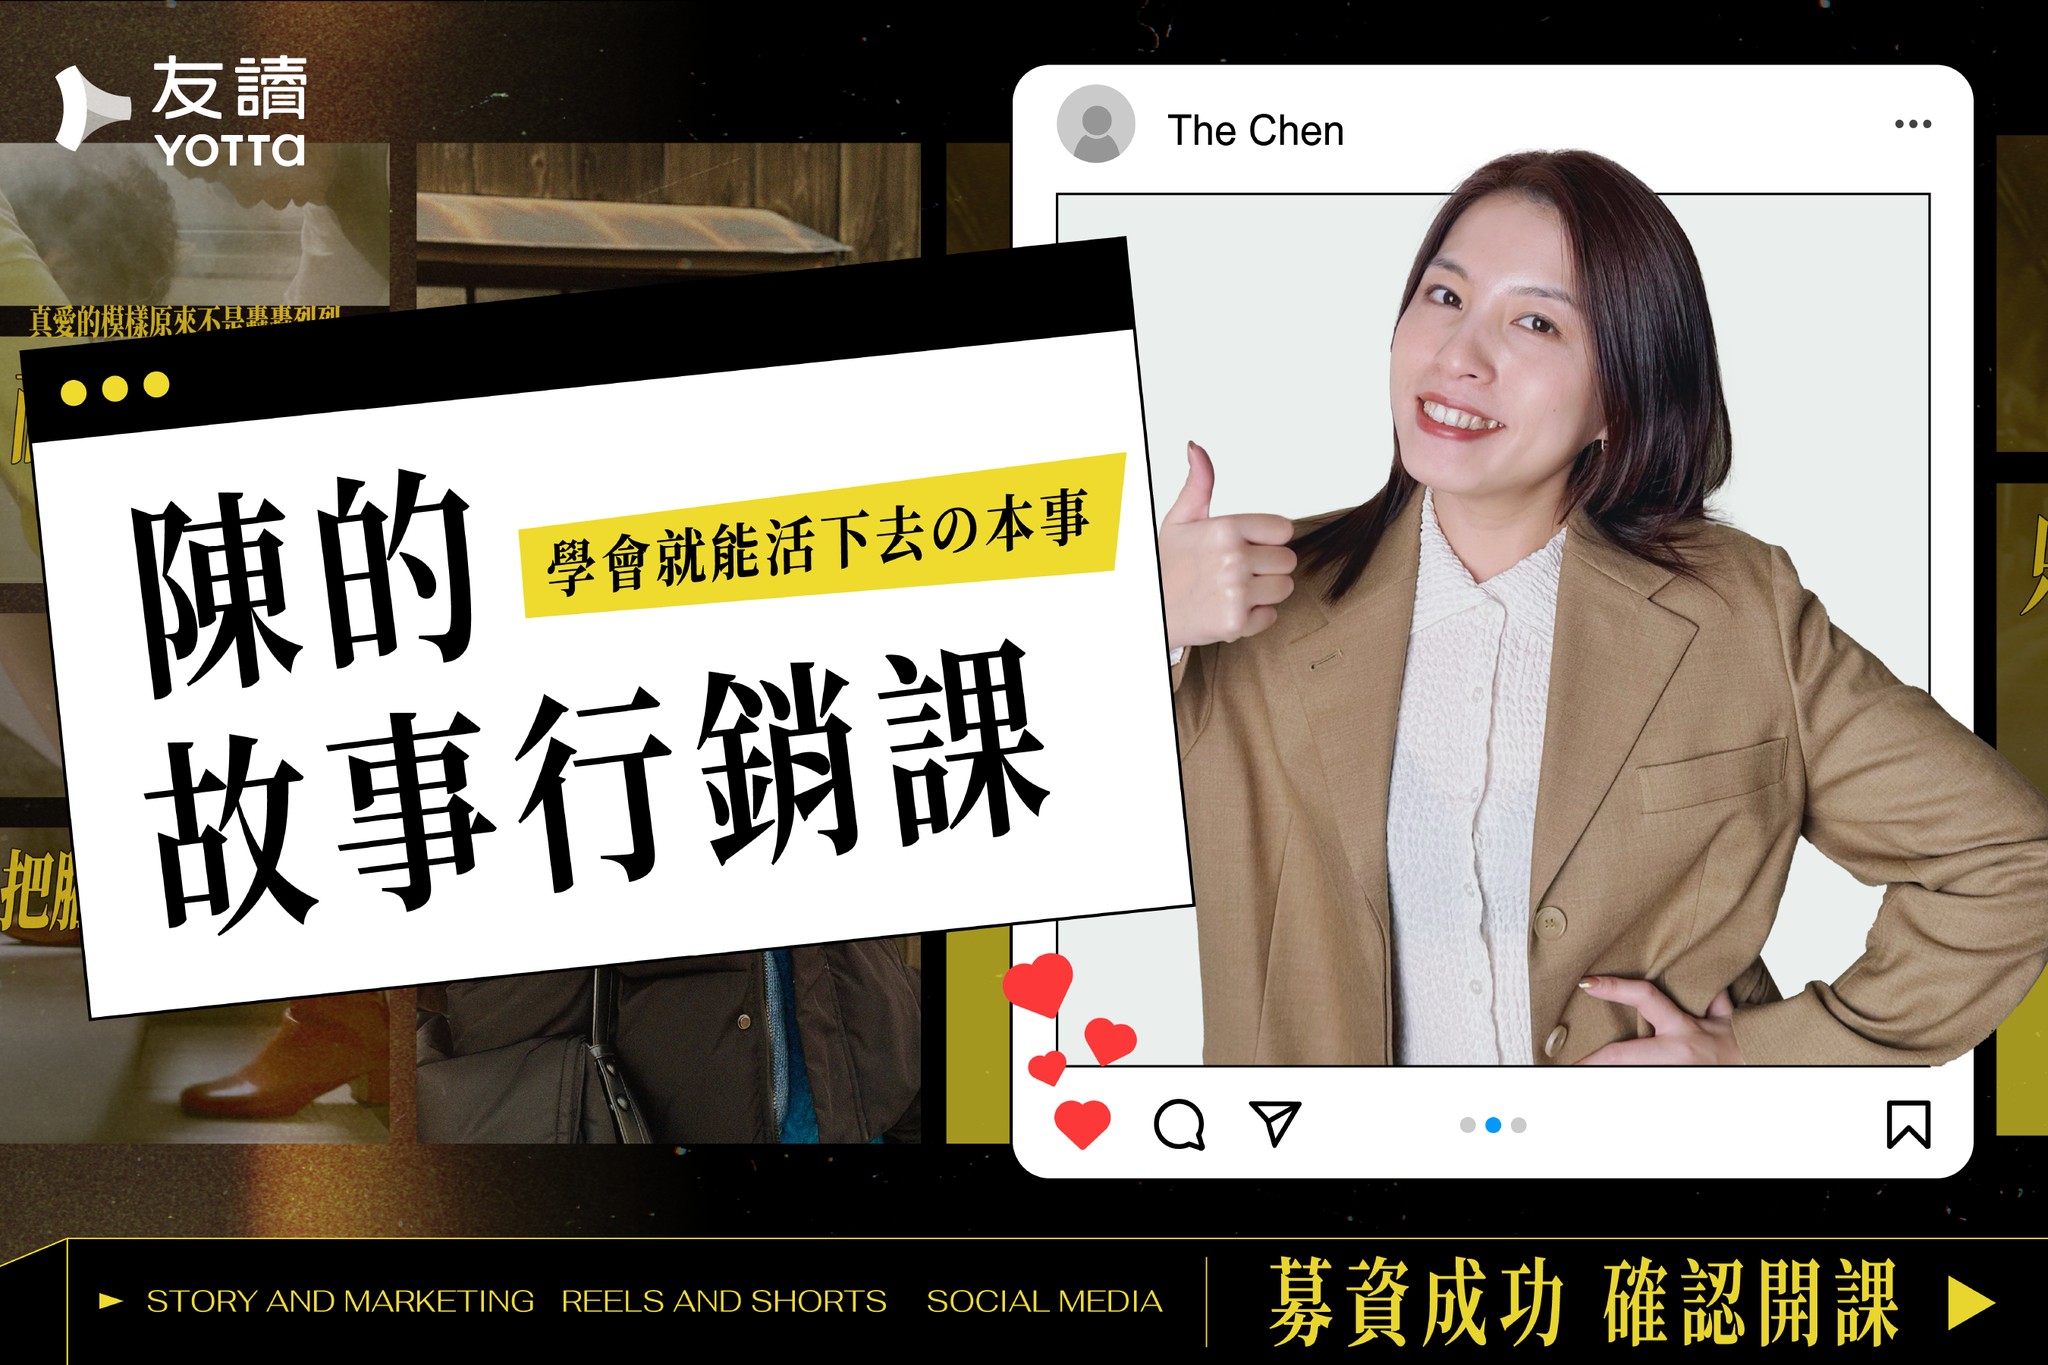 友讀
YOTTA
The Chen
真愛的模樣原來不是轟轟烈烈
陳的
學會就能活下去の本事
故事行銷課
把
STORY AND MARKETING REELS AND SHORTS SOCIAL MEDIA
募資成功 確認開課